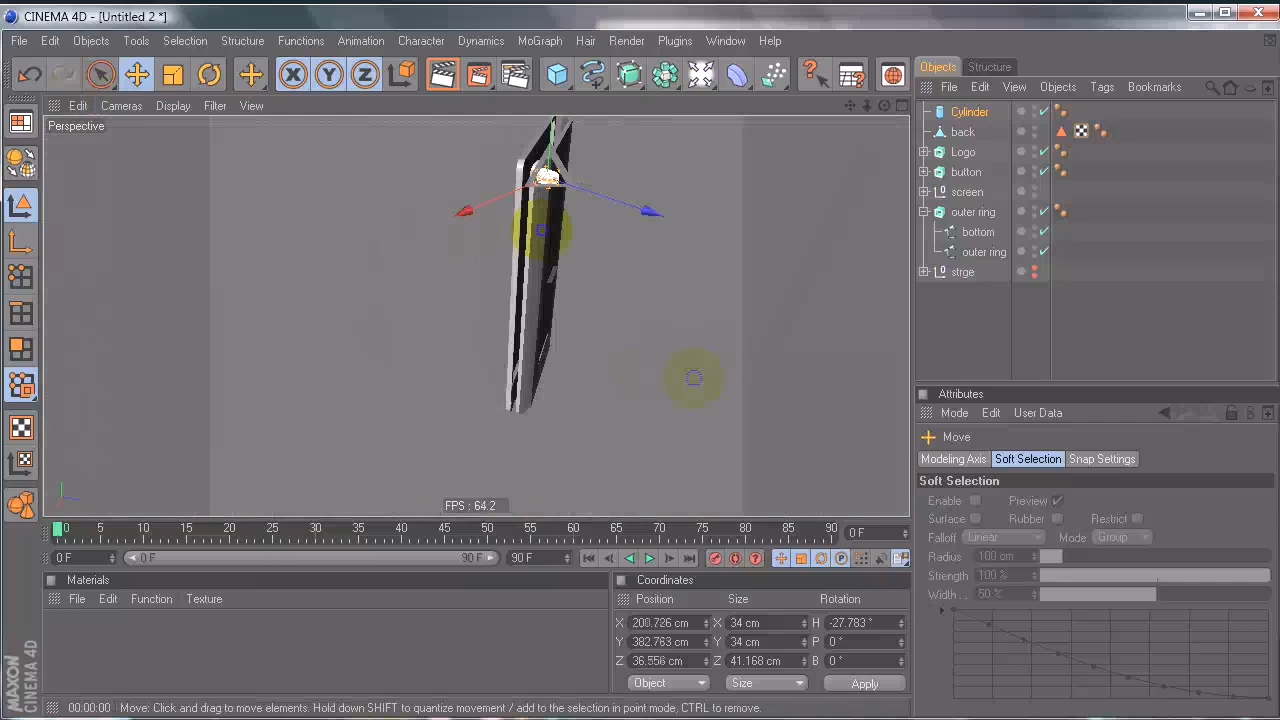 CINEMA 4D - [Untitled 2 *]
File Edit Objects Tools Selection Structure Functions Animation Character Dynamics MoGraph Hair Render Plugins Window Help
X Y Z
Objects Structure
File Edit View Objects Tags Bookmarks
Edit Cameras Display Filter View
Perspective
Cylinder
back
Logo
button
screen
outer ring
bottom
outer ring
strge
Attributes
Mode Edit User Data
Move
Modeling Axis Soft Selection Snap Settings
Soft Selection
Enable Preview
Surface Rubber Restrict
Falloff Linear Mode Group
Radius 100 cm
Strength 100 %
Width . . 50 %
FPS : 64.2
0 5 10 15 20 25 30 35 40 45 50 55 60 65 70 75 80 85 90 0 F
0 F 0 F 90 F 90 F
Materials
File Edit Function Texture
Coordinates
Position Size Rotation
X 200.726 cm X 34 cm H -27.783 °
Y 382.763 cm Y 34 cm P 0 °
Z 36.556 cm Z 41.168 cm B 0 °
Object Size Apply
MAXON CINEMA 4D
00:00:00 Move: Click and drag to move elements. Hold down SHIFT to quantize movement / add to the selection in point mode, CTRL to remove.